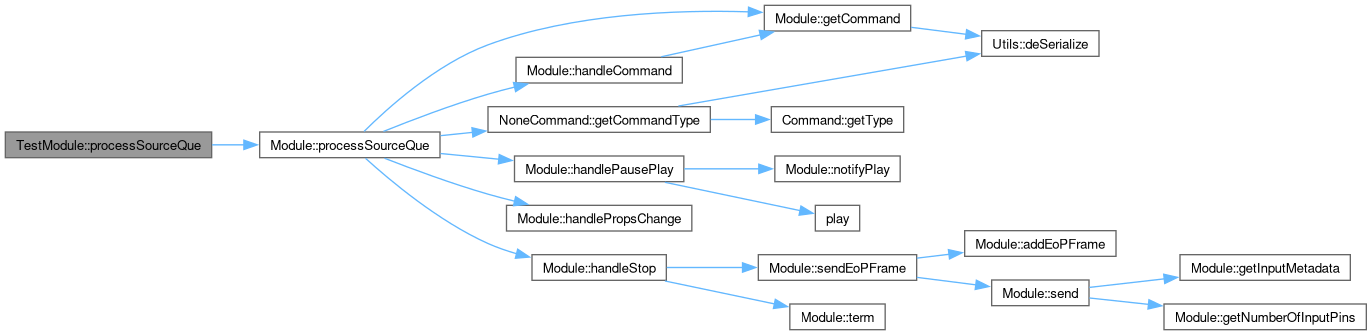 TestModule::processSourceQue
Module::processSourceQue
Module::getCommand
Utils::deSerialize
Module::handleCommand
NoneCommand::getCommandType
Command::getType
Module::handlePausePlay
Module::notifyPlay
play
Module::handlePropsChange
Module::handleStop
Module::sendEoPFrame
Module::addEoPFrame
Module::send
Module::getInputMetadata
Module::getNumberOfInputPins
Module::term